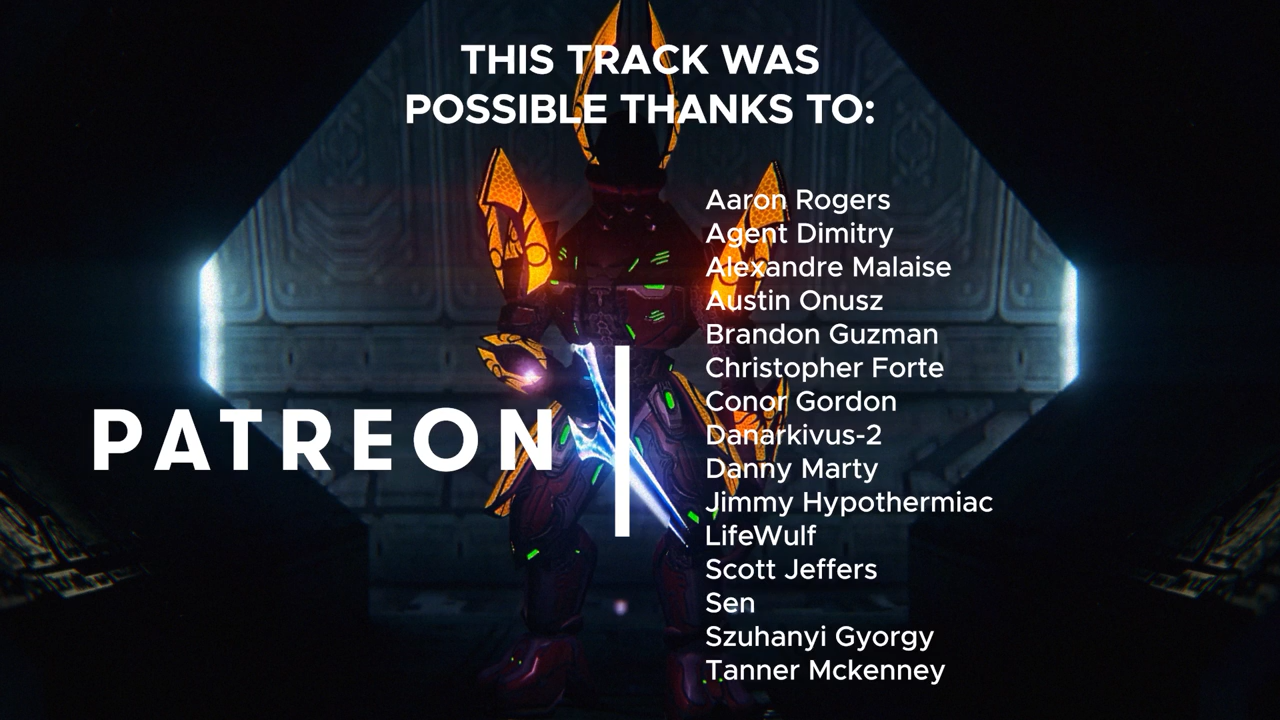 THIS TRACK WAS
POSSIBLE THANKS TO:
PATREON
Aaron Rogers
Agent Dimitry
Alexandre Malaise
Austin Onusz
Brandon Guzman
Christopher Forte
Conor Gordon
Danarkivus-2
Danny Marty
Jimmy Hypothermiac
LifeWulf
Scott Jeffers
Sen
Szuhanyi Gyorgy
Tanner Mckenney